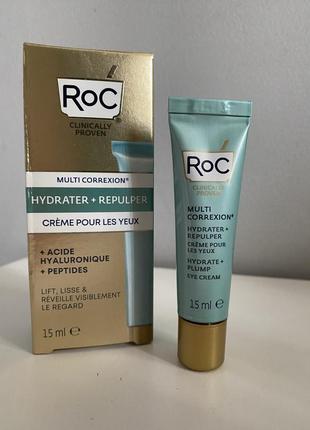 RoC
CLINICALLY
PROVEN
MULTI CORREXION®
HYDRATER + REPULPER
CRÈME POUR LES YEUX
+ ACIDE
HYALURONIQUE
+ PEPTIDES
LIFT, LISSE &
RÉVEILLE VISIBLEMENT
LE REGARD
15 ml ℮
RoC
CLINICALLY
PROVEN
MULTI
CORREXION®
HYDRATER +
REPULPER
CRÈME POUR
LES YEUX
HYDRATE +
PLUMP
EYE CREAM
15 ml ℮